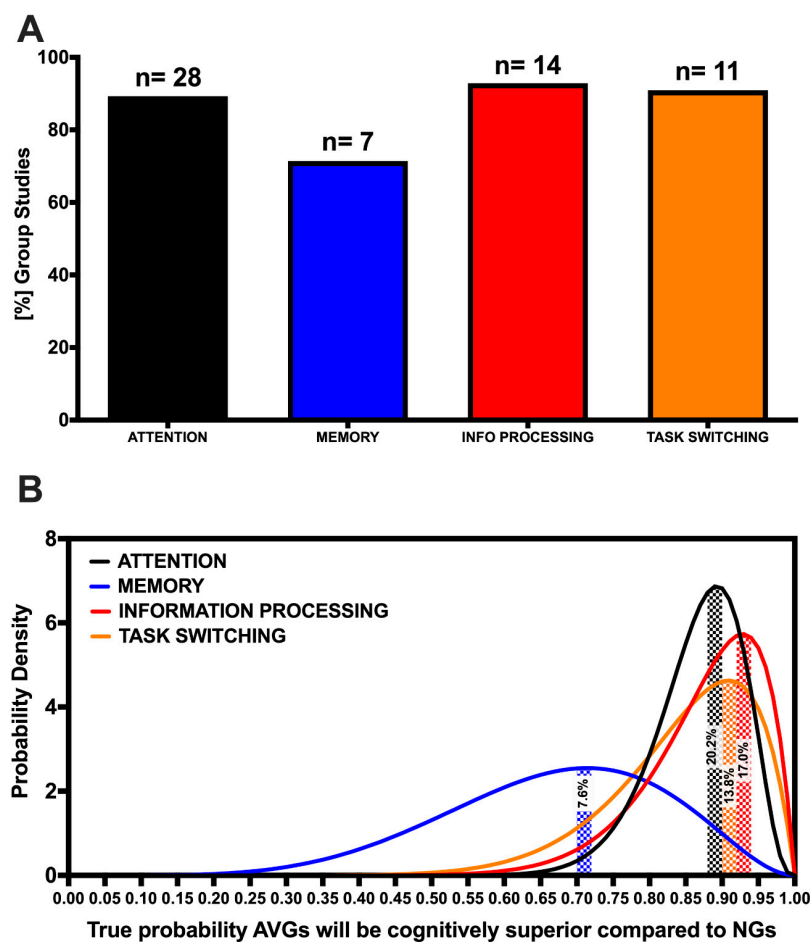 A
n= 28
n= 7
n= 14
n= 11
[%] Group Studies
100
80
60
40
20
0
ATTENTION MEMORY INFO PROCESSING TASK SWITCHING
B
ATTENTION
MEMORY
INFORMATION PROCESSING
TASK SWITCHING
Probability Density
8
6
4
2
0
7.6%
20.2%
13.8%
17.0%
0.00 0.05 0.10 0.15 0.20 0.25 0.30 0.35 0.40 0.45 0.50 0.55 0.60 0.65 0.70 0.75 0.80 0.85 0.90 0.95 1.00
True probability AVGs will be cognitively superior compared to NGs